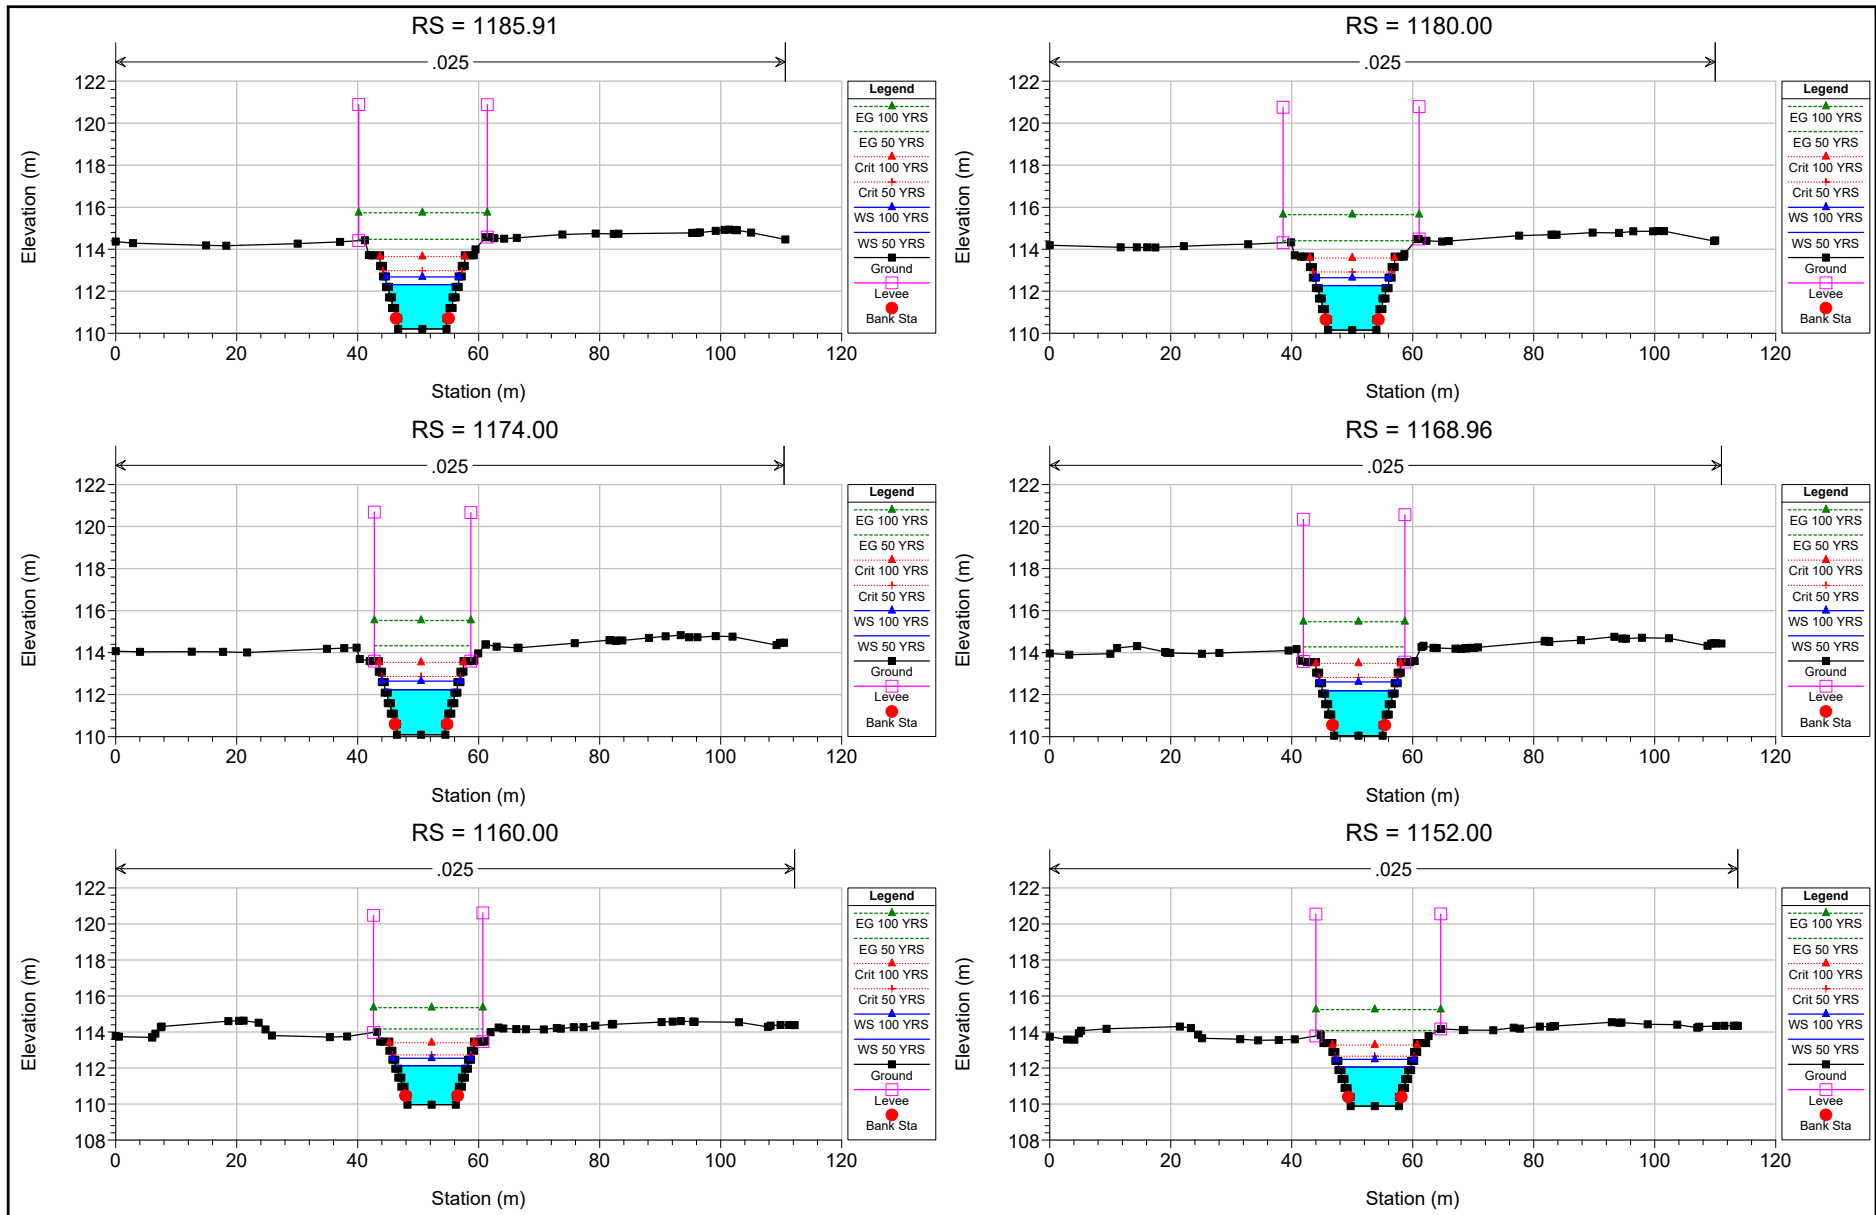 RS = 1185.91
.025
Elevation (m)
122
120
118
116
114
112
110
0 20 40 60 80 100 120
Station (m)
Legend
EG 100 YRS
EG 50 YRS
Crit 100 YRS
Crit 50 YRS
WS 100 YRS
WS 50 YRS
Ground
Levee
Bank Sta
RS = 1180.00
.025
Elevation (m)
122
120
118
116
114
112
110
0 20 40 60 80 100 120
Station (m)
Legend
EG 100 YRS
EG 50 YRS
Crit 100 YRS
Crit 50 YRS
WS 100 YRS
WS 50 YRS
Ground
Levee
Bank Sta
RS = 1174.00
.025
Elevation (m)
122
120
118
116
114
112
110
0 20 40 60 80 100 120
Station (m)
Legend
EG 100 YRS
EG 50 YRS
Crit 100 YRS
Crit 50 YRS
WS 100 YRS
WS 50 YRS
Ground
Levee
Bank Sta
RS = 1168.96
.025
Elevation (m)
122
120
118
116
114
112
110
0 20 40 60 80 100 120
Station (m)
Legend
EG 100 YRS
EG 50 YRS
Crit 100 YRS
Crit 50 YRS
WS 100 YRS
WS 50 YRS
Ground
Levee
Bank Sta
RS = 1160.00
.025
Elevation (m)
122
120
118
116
114
112
110
108
0 20 40 60 80 100 120
Station (m)
Legend
EG 100 YRS
EG 50 YRS
Crit 100 YRS
Crit 50 YRS
WS 100 YRS
WS 50 YRS
Ground
Levee
Bank Sta
RS = 1152.00
.025
Elevation (m)
122
120
118
116
114
112
110
108
0 20 40 60 80 100 120
Station (m)
Legend
EG 100 YRS
EG 50 YRS
Crit 100 YRS
Crit 50 YRS
WS 100 YRS
WS 50 YRS
Ground
Levee
Bank Sta